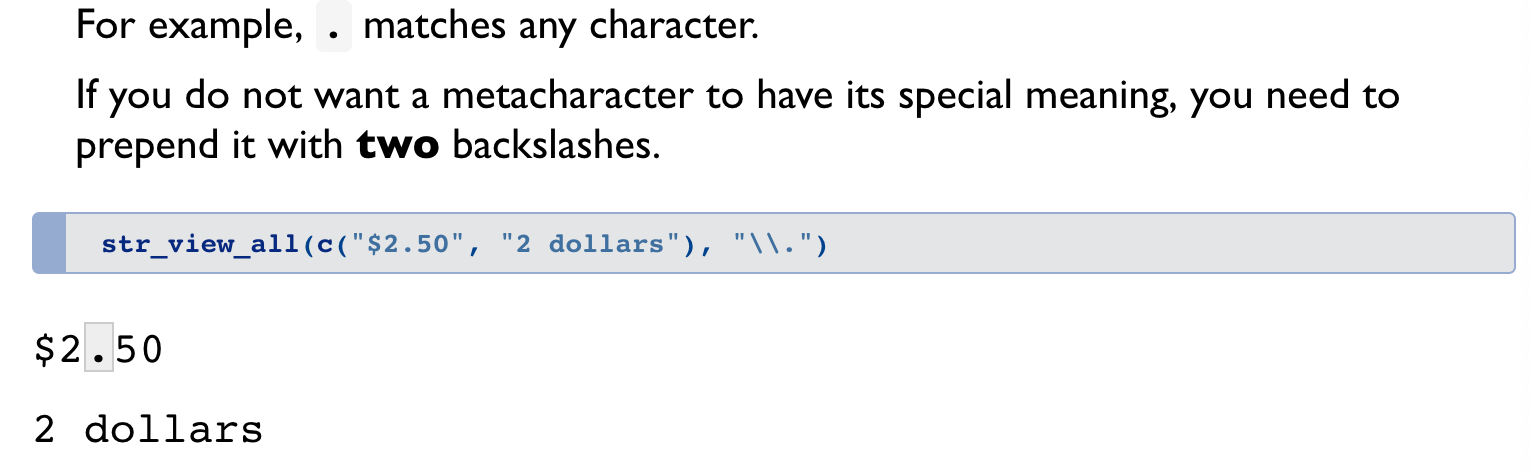 For example, . matches any character.
If you do not want a metacharacter to have its special meaning, you need to
prepend it with two backslashes.
str_view_all(c("$2.50", "2 dollars"), "\\.")
$2.50
2 dollars